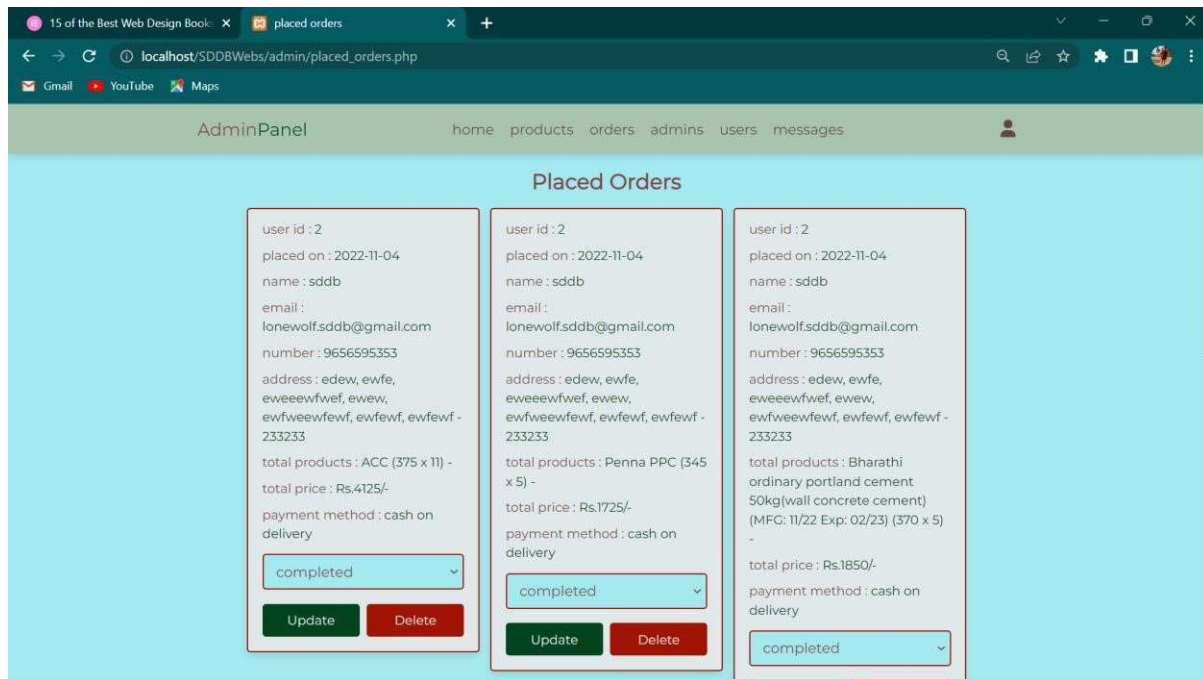 15 of the Best Web Design Book
placed orders
localhost/SDDBWebs/admin/placed_orders.php
Gmail YouTube Maps
AdminPanel
home products orders admins users messages
Placed Orders
user id : 2
placed on : 2022-11-04
name : sddb
email :
lonewolf.sddb@gmail.com
number : 9656595353
address : edew, ewfe,
eweeewfwef, ewew,
ewfweewfewf, ewfewf, ewfewf -
233233
total products : ACC (375 x 11) -
total price : Rs.4125/-
payment method : cash on
delivery
completed
Update Delete
user id : 2
placed on : 2022-11-04
name : sddb
email :
lonewolf.sddb@gmail.com
number : 9656595353
address : edew, ewfe,
eweeewfwef, ewew,
ewfweewfewf, ewfewf, ewfewf -
233233
total products : Penna PPC (345
x 5) -
total price : Rs.1725/-
payment method : cash on
delivery
completed
Update Delete
user id : 2
placed on : 2022-11-04
name : sddb
email :
lonewolf.sddb@gmail.com
number : 9656595353
address : edew, ewfe,
eweeewfwef, ewew,
ewfweewfewf, ewfewf, ewfewf -
233233
total products : Bharathi
ordinary portland cement
50kg(wall concrete cement)
(MFG: 11/22 Exp: 02/23) (370 x 5)
-
total price : Rs.1850/-
payment method : cash on
delivery
completed